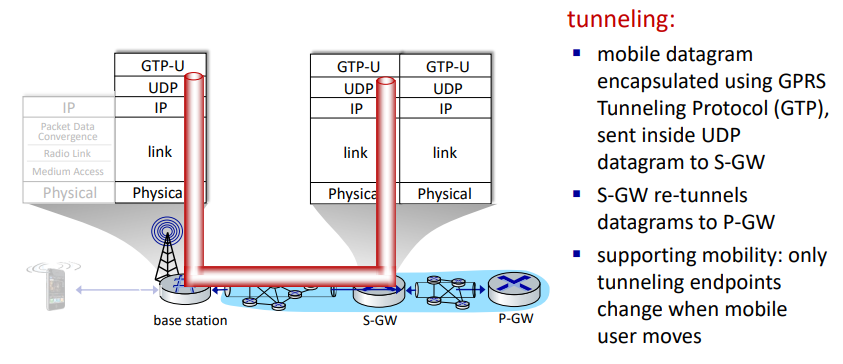 tunneling:
▪ mobile datagram
encapsulated using GPRS
Tunneling Protocol (GTP),
sent inside UDP
datagram to S-GW
▪ S-GW re-tunnels
datagrams to P-GW
▪ supporting mobility: only
tunneling endpoints
change when mobile
user moves
IP
Packet Data
Convergence
Radio Link
Medium Access
Physical
GTP-U
UDP
IP
link
Physica
GTP-U
UDP
IP
link
Physica
GTP-U
UDP
IP
link
Physical
base station
S-GW
P-GW